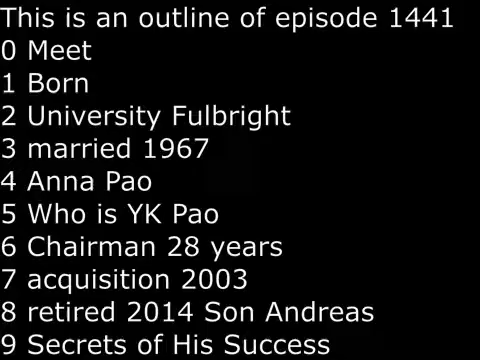 This is an outline of episode 1441
0 Meet
1 Born
2 University Fulbright
3 married 1967
4 Anna Pao
5 Who is YK Pao
6 Chairman 28 years
7 acquisition 2003
8 retired 2014 Son Andreas
9 Secrets of His Success